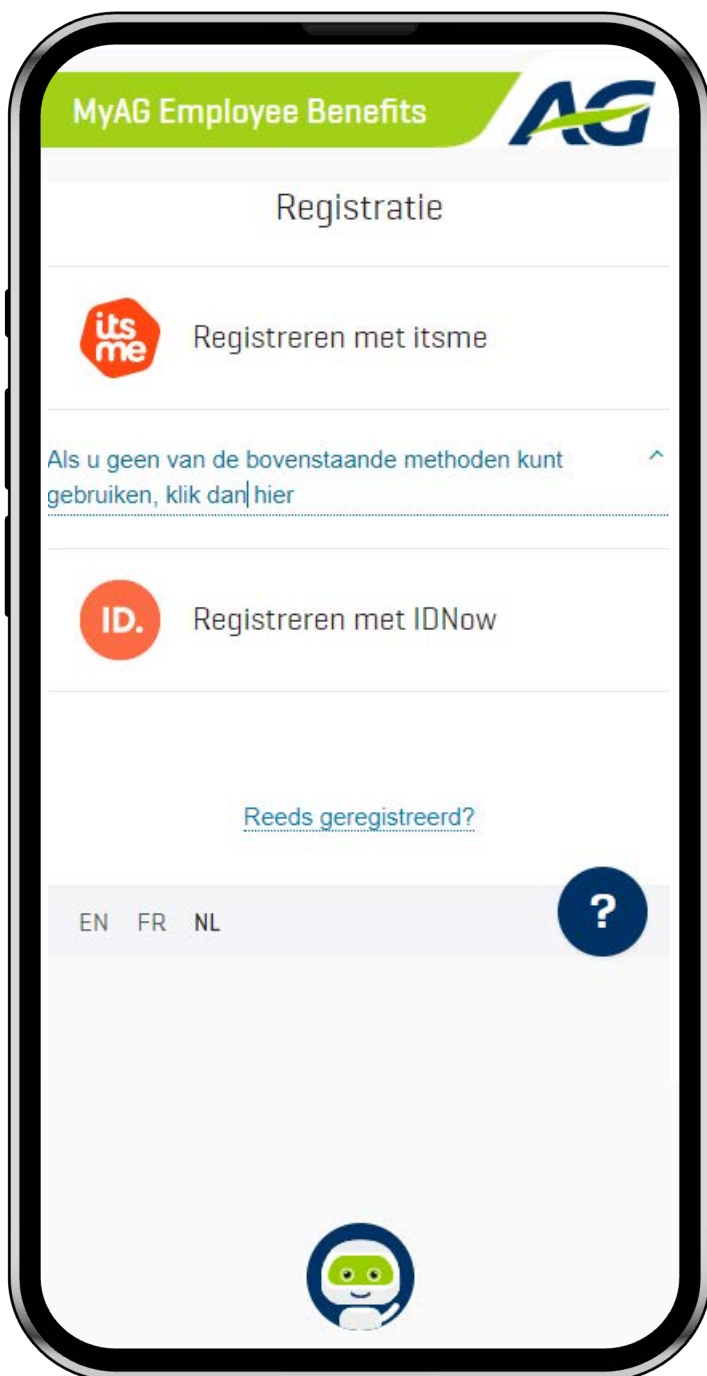 MyAG Employee Benefits
AG
Registratie
its
me
Registreren met itsme
Als u geen van de bovenstaande methoden kunt
gebruiken, klik dan hier
ID.
Registreren met IDNow
Reeds geregistreerd?
EN FR NL
?